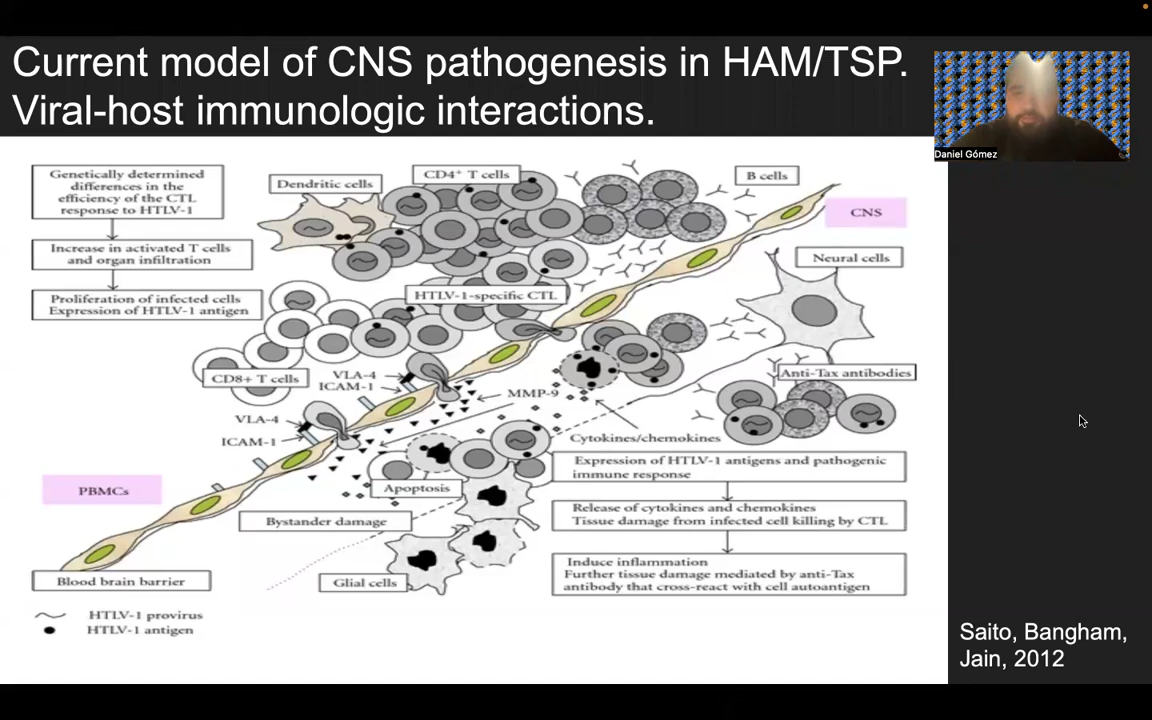 Current model of CNS pathogenesis in HAM/TSP.
Viral-host immunologic interactions.
Daniel Gómez
Genetically determined
differences in the
efficiency of the CTL
response to HTLV-1
Increase in activated T cells
and organ infiltration
Proliferation of infected cells
Expression of HTLV-1 antigen
Dendritic cells
CD4+ T cells
B cells
CNS
Neural cells
HTLV-1-specific CTL
CD8+ T cells
VLA-4
ICAM-1
MMP-9
Anti-Tax antibodies
VLA-4
ICAM-1
Cytokines/chemokines
PBMCs
Apoptosis
Bystander damage
Expression of HTLV-1 antigens and pathogenic
immune response
Release of cytokines and chemokines
Tissue damage from infected cell killing by CTL
Induce inflammation
Further tissue damage mediated by anti-Tax
antibody that cross-react with cell autoantigen
Blood brain barrier
Glial cells
HTLV-1 provirus
HTLV-1 antigen
Saito, Bangham,
Jain, 2012